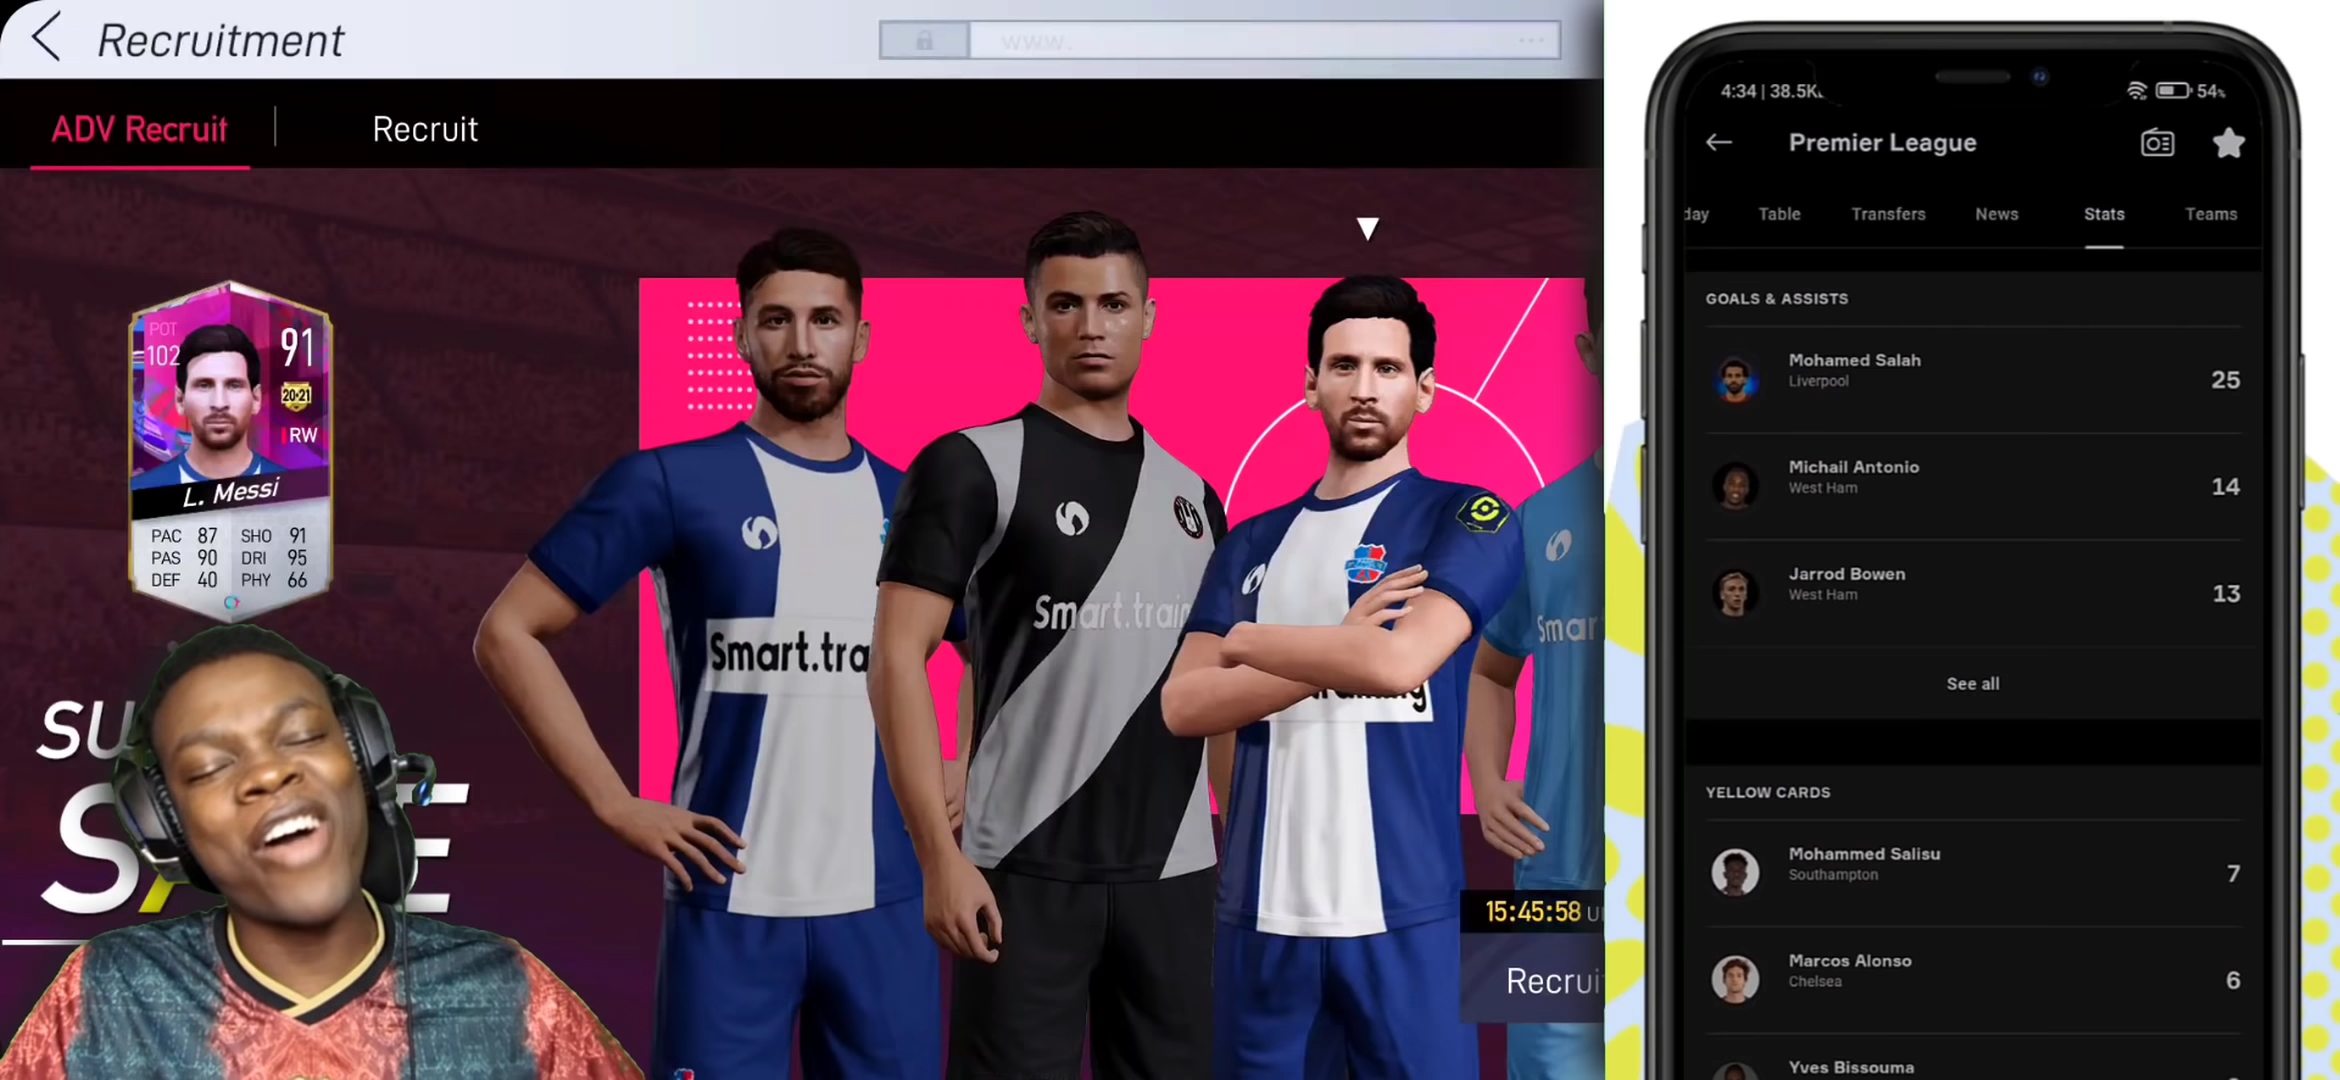 Recruitment
www.
ADV Recruit
Recruit
POT
102
91
20-21
RW
L. Messi
PAC 87 SHO 91
PAS 90 DRI 95
DEF 40 PHY 66
Smart.tra
Smart.train
Smar
15:45:58
Recrui
4:34 | 38.5K
54%
Premier League
day Table Transfers News Stats Teams
GOALS & ASSISTS
Mohamed Salah
Liverpool
25
Michail Antonio
West Ham
14
Jarrod Bowen
West Ham
13
See all
YELLOW CARDS
Mohammed Salisu
Southampton
7
Marcos Alonso
Chelsea
6
Yves Bissouma